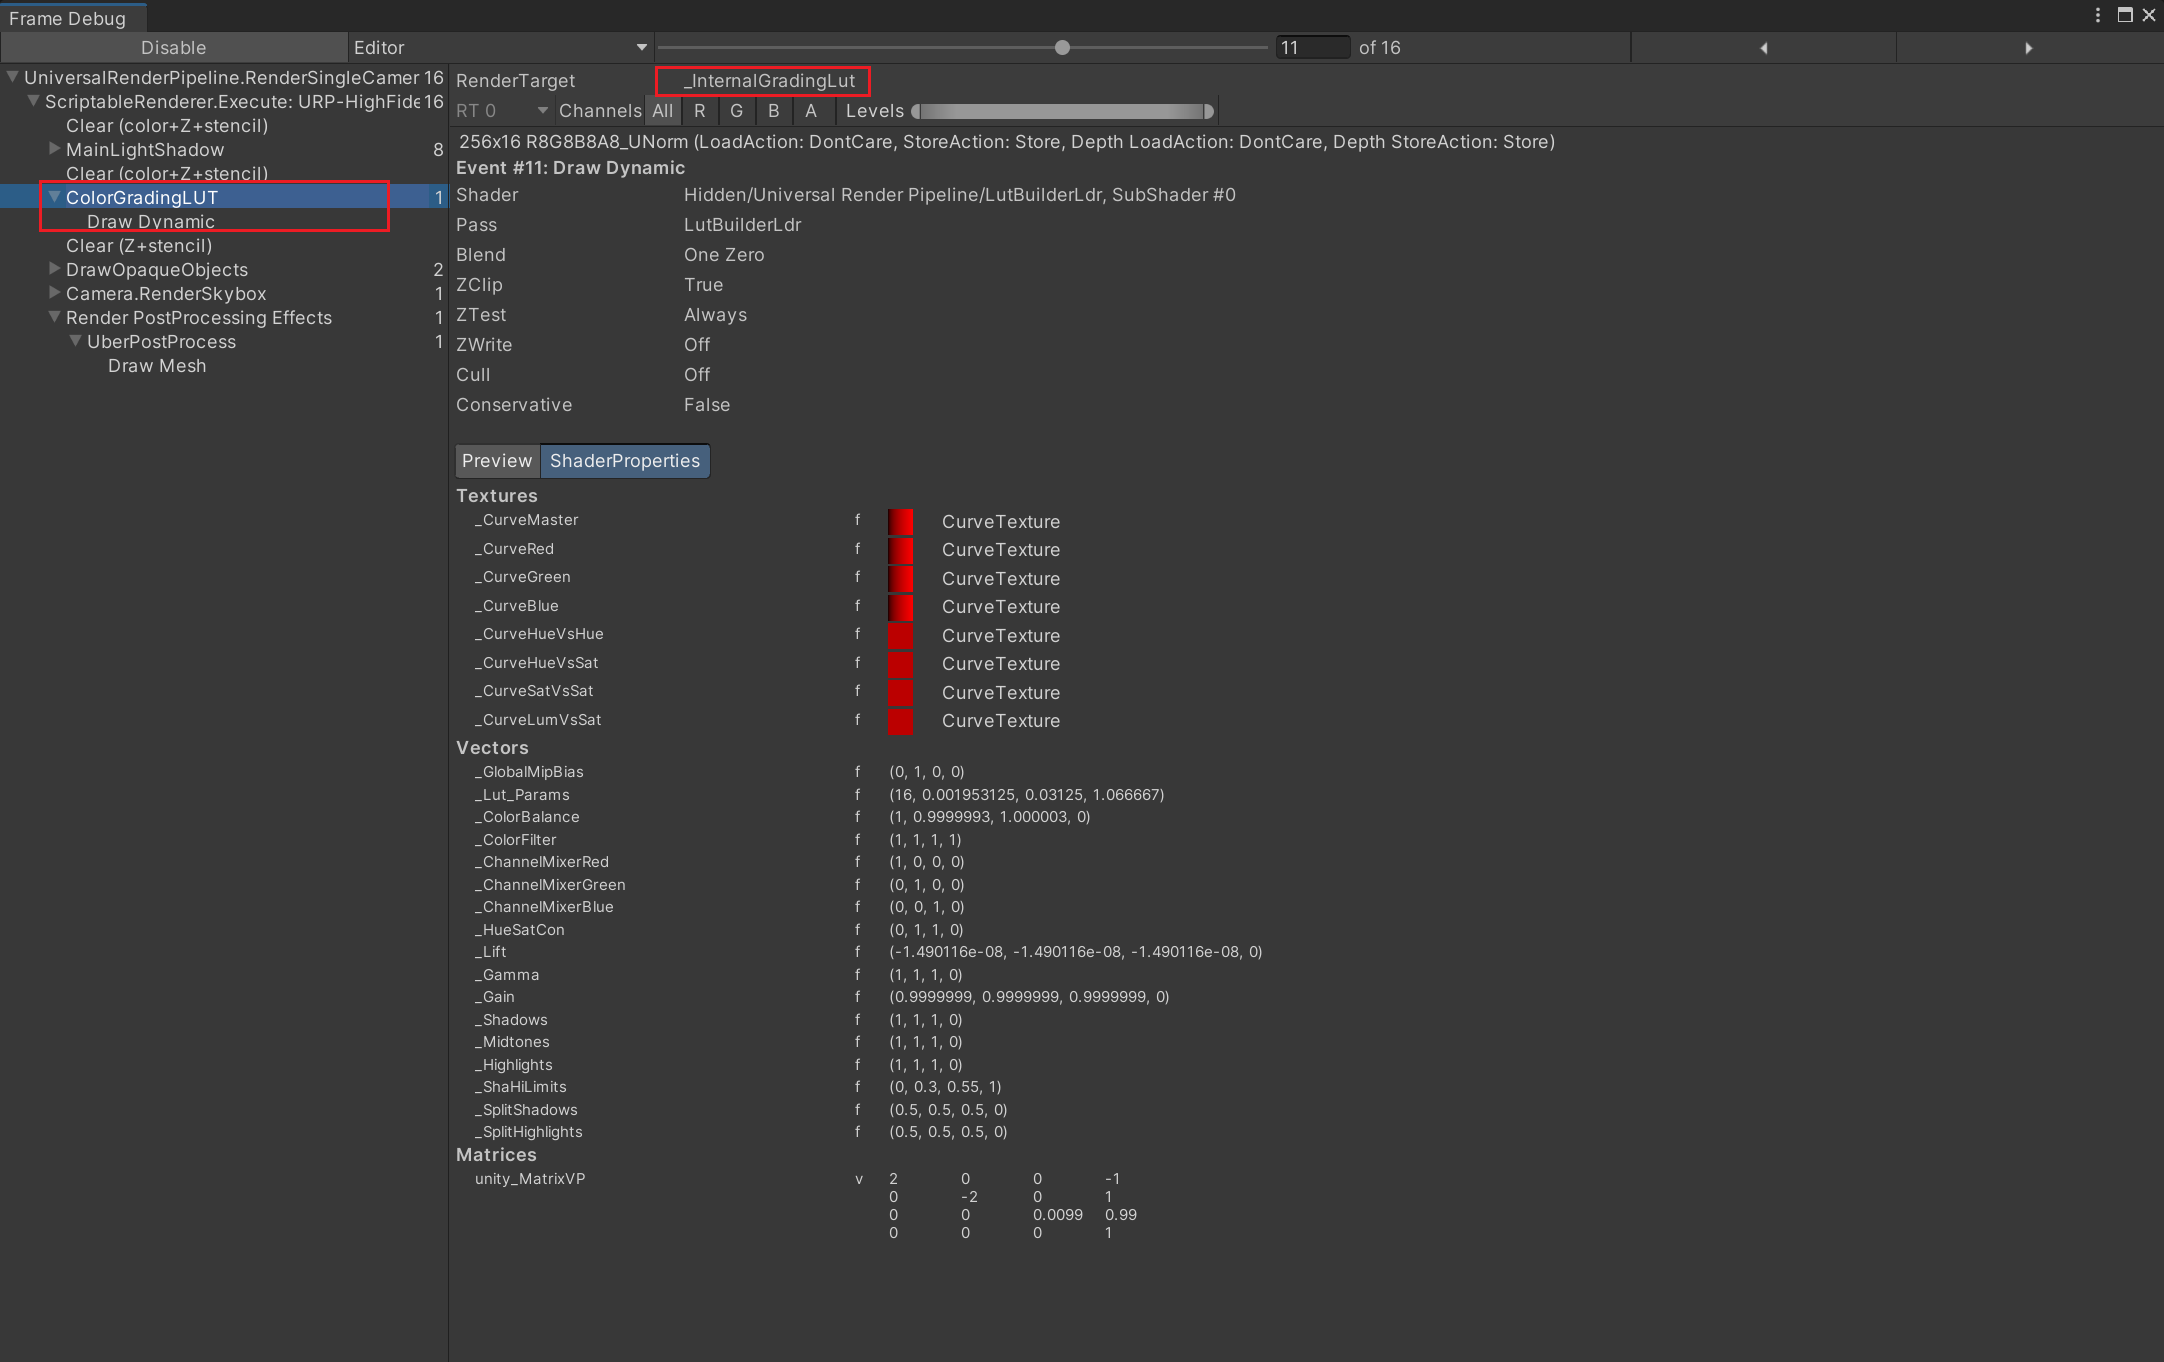 Frame Debug
Disable
Editor
11 of 16
UniversalRenderPipeline.RenderSingleCamer 16
ScriptableRenderer.Execute: URP-HighFide 16
Clear (color+Z+stencil)
MainLightShadow 8
Clear (color+Z+stencil)
ColorGradingLUT 1
Draw Dynamic
Clear (Z+stencil)
DrawOpaqueObjects 2
Camera.RenderSkybox 1
Render PostProcessing Effects 1
UberPostProcess 1
Draw Mesh
RenderTarget _InternalGradingLut
RT 0 Channels All R G B A Levels
256x16 R8G8B8A8_UNorm (LoadAction: DontCare, StoreAction: Store, Depth LoadAction: DontCare, Depth StoreAction: Store)
Event #11: Draw Dynamic
Shader Hidden/Universal Render Pipeline/LutBuilderLdr, SubShader #0
Pass LutBuilderLdr
Blend One Zero
ZClip True
ZTest Always
ZWrite Off
Cull Off
Conservative False
Preview ShaderProperties
Textures
_CurveMaster f CurveTexture
_CurveRed f CurveTexture
_CurveGreen f CurveTexture
_CurveBlue f CurveTexture
_CurveHueVsHue f CurveTexture
_CurveHueVsSat f CurveTexture
_CurveSatVsSat f CurveTexture
_CurveLumVsSat f CurveTexture
Vectors
_GlobalMipBias f (0, 1, 0, 0)
_Lut_Params f (16, 0.001953125, 0.03125, 1.066667)
_ColorBalance f (1, 0.9999993, 1.000003, 0)
_ColorFilter f (1, 1, 1, 1)
_ChannelMixerRed f (1, 0, 0, 0)
_ChannelMixerGreen f (0, 1, 0, 0)
_ChannelMixerBlue f (0, 0, 1, 0)
_HueSatCon f (0, 1, 1, 0)
_Lift f (-1.490116e-08, -1.490116e-08, -1.490116e-08, 0)
_Gamma f (1, 1, 1, 0)
_Gain f (0.9999999, 0.9999999, 0.9999999, 0)
_Shadows f (1, 1, 1, 0)
_Midtones f (1, 1, 1, 0)
_Highlights f (1, 1, 1, 0)
_ShaHiLimits f (0, 0.3, 0.55, 1)
_SplitShadows f (0.5, 0.5, 0.5, 0)
_SplitHighlights f (0.5, 0.5, 0.5, 0)
Matrices
unity_MatrixVP v 2 0 0 -1
0 -2 0 1
0 0 0.0099 0.99
0 0 0 1